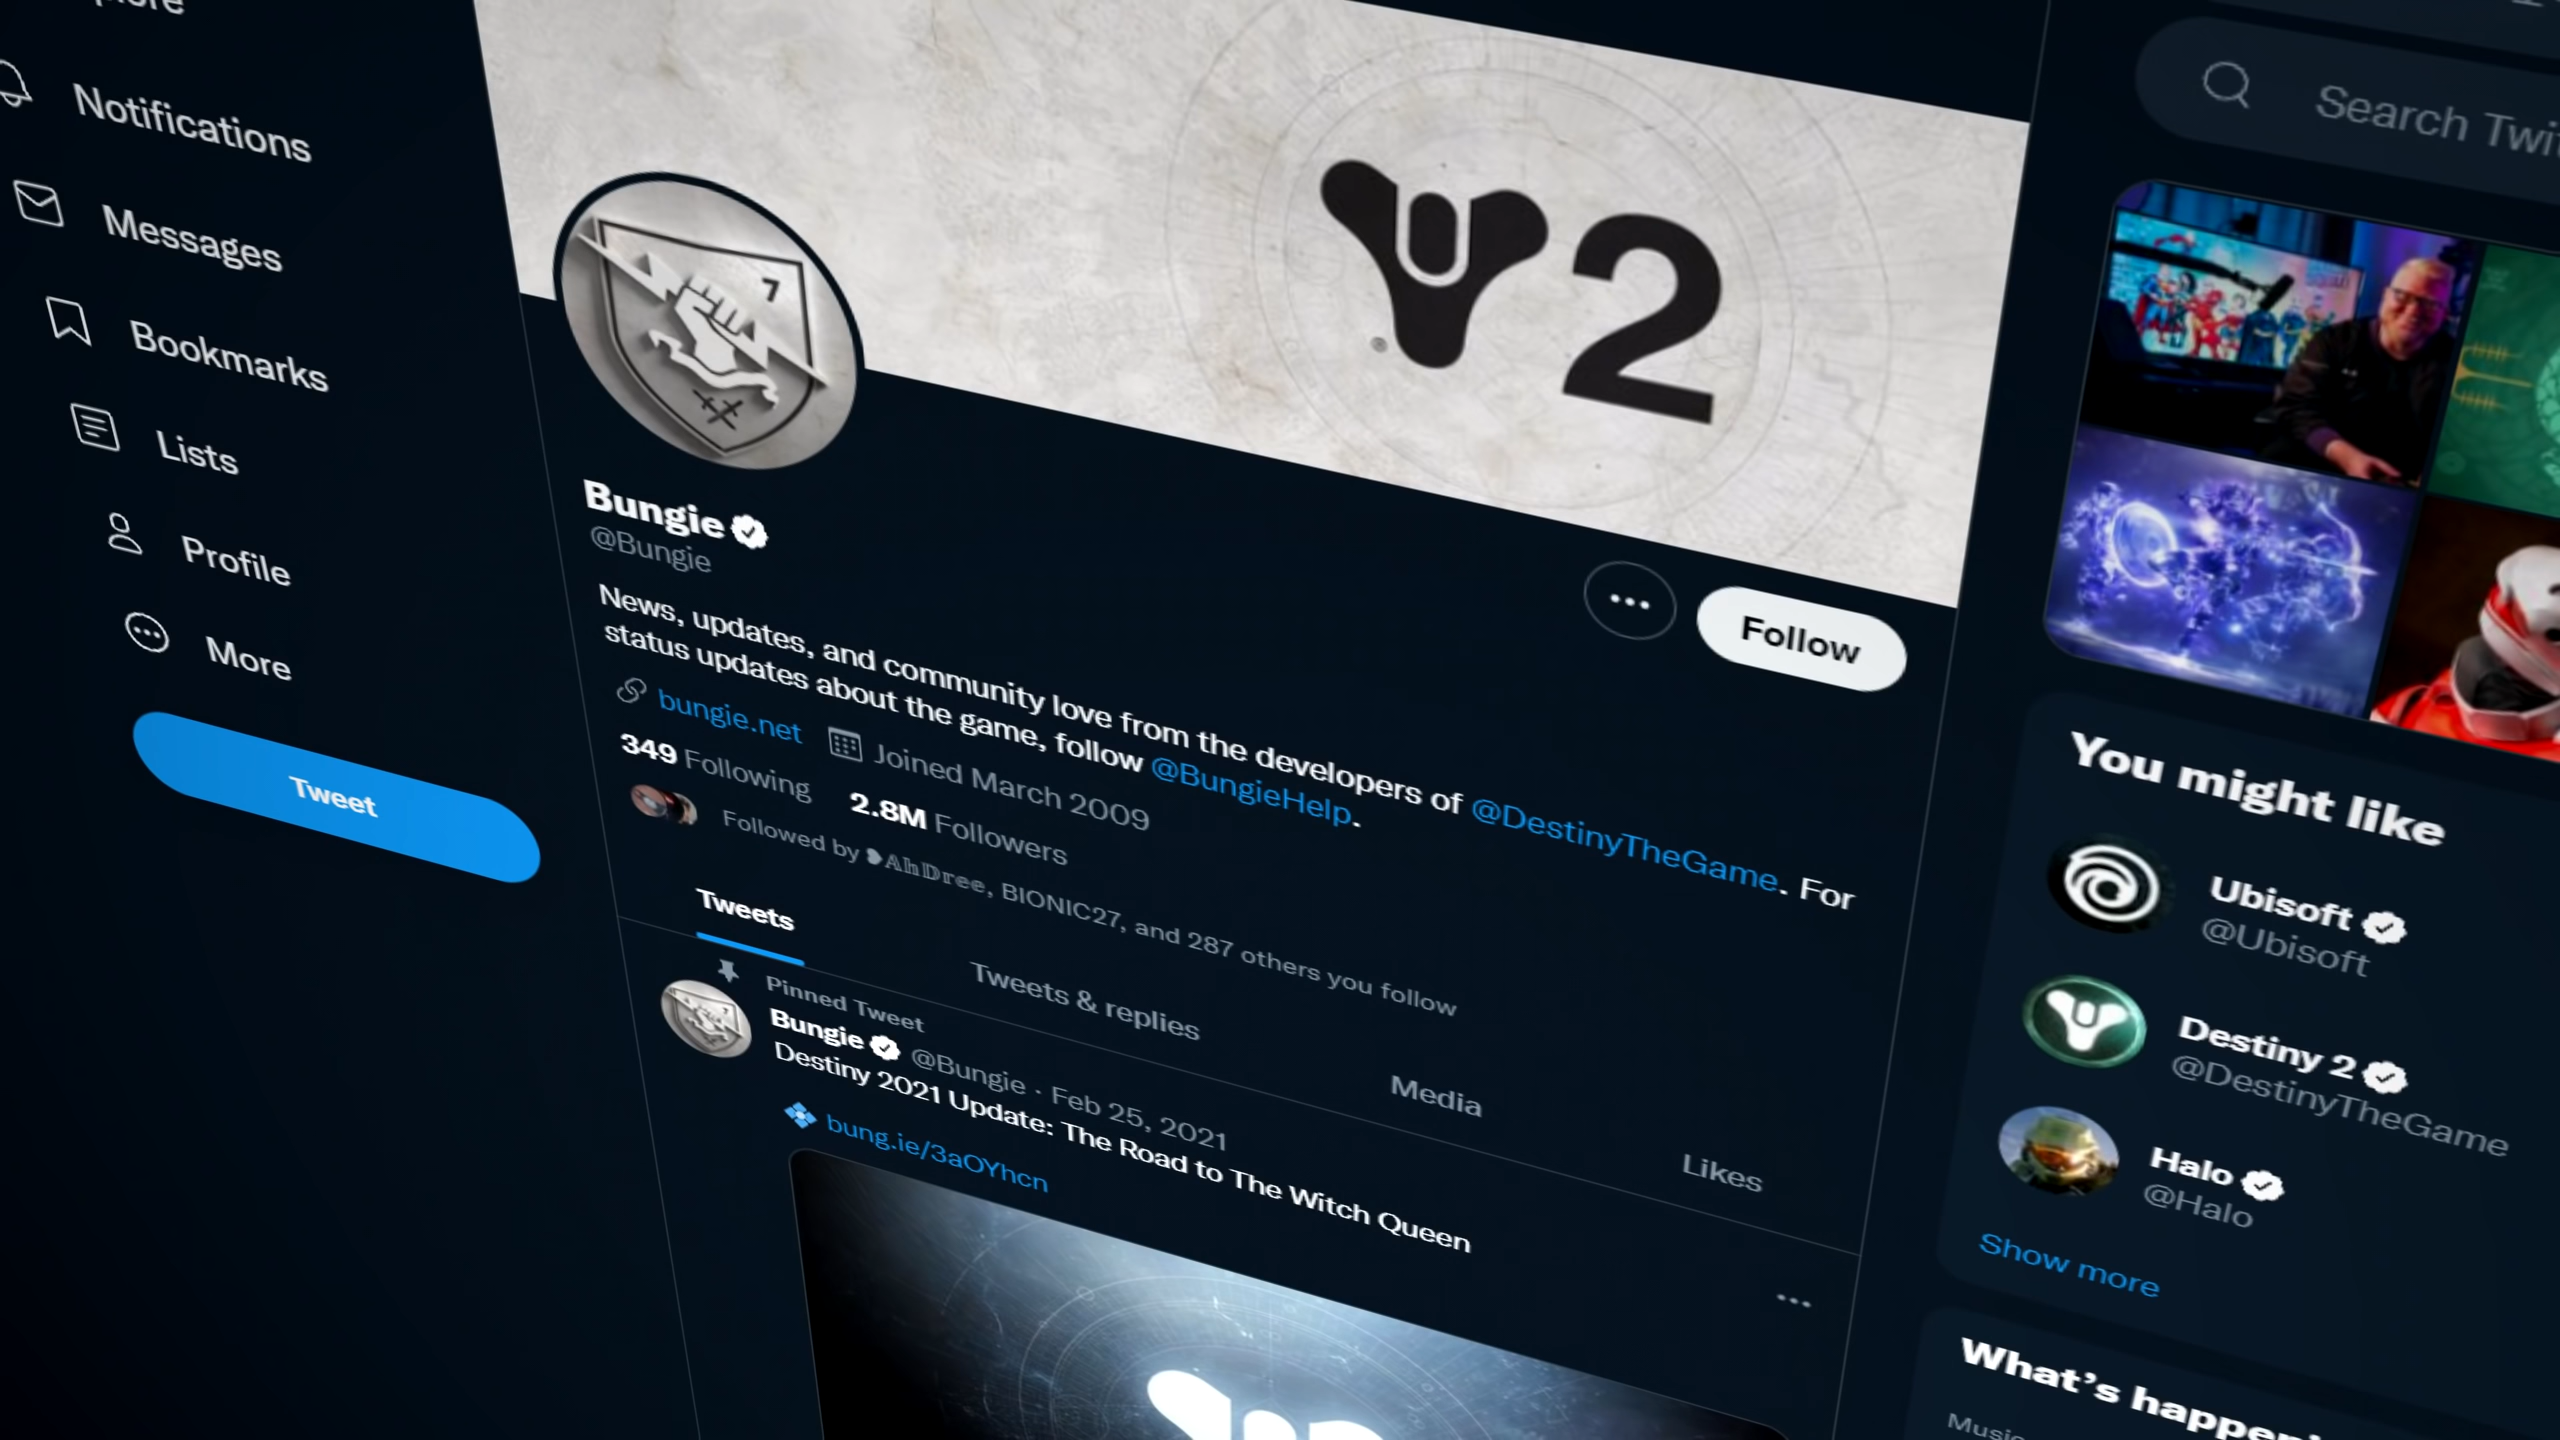 Notifications
Messages
Bookmarks
Lists
Profile
More
Tweet
2
7
Bungie
@Bungie
Follow
News, updates, and community love from the developers of @DestinyTheGame. For
status updates about the game, follow @BungieHelp.
bungie.net Joined March 2009
349 Following 2.8M Followers
Followed by ❥𝔸𝕙𝔻𝕣𝕖𝕖, BIONIC27, and 287 others you follow
Tweets
Tweets & replies
Media
Likes
Pinned Tweet
Bungie @Bungie · Feb 25, 2021
Destiny 2021 Update: The Road to The Witch Queen
bung.ie/3aOYhcn
Search
You might like
Ubisoft
@Ubisoft
Destiny 2
@DestinyTheGame
Halo
@Halo
Show more
What's